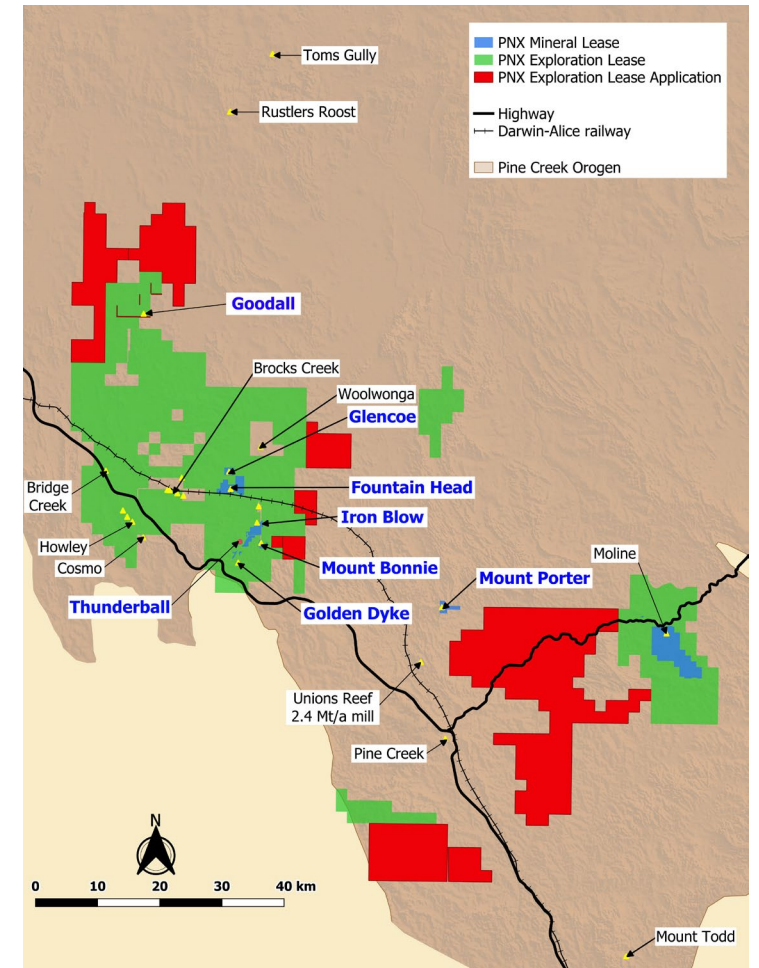 Toms Gully
Rustlers Roost
PNX Mineral Lease
PNX Exploration Lease
PNX Exploration Lease Application
Highway
Darwin-Alice railway
Pine Creek Orogen
Goodall
Brocks Creek
Woolwonga
Glencoe
Bridge
Creek
Fountain Head
Iron Blow
Howley
Cosmo
Mount Bonnie
Moline
Mount Porter
Thunderball
Golden Dyke
Unions Reef
2.4 Mt/a mill
Pine Creek
N
0 10 20 30 40 km
Mount Todd